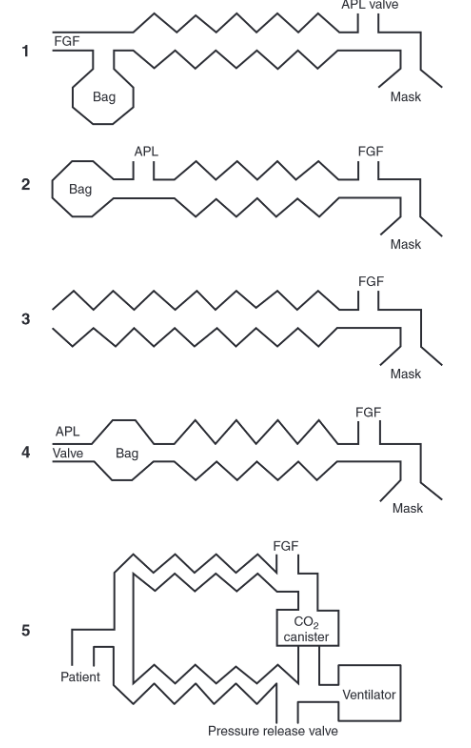 APL valve
1
FGF
Bag
Mask
APL
FGF
2
Bag
Mask
FGF
3
Mask
FGF
APL
4
Valve
Bag
Mask
FGF
5
CO2
canister
Patient
Ventilator
Pressure release valve